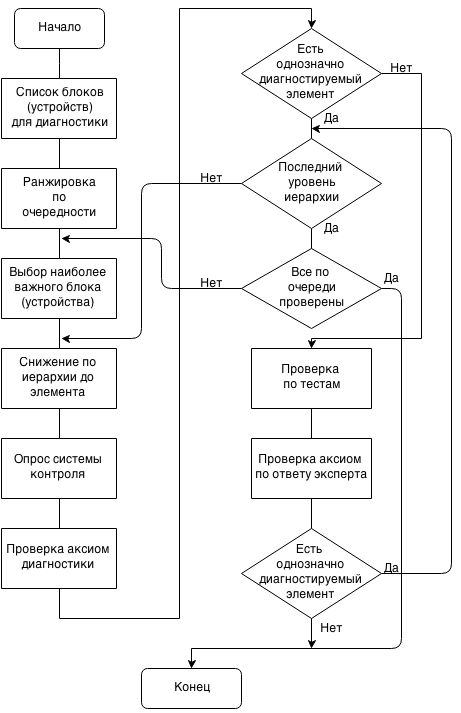 Начало
Список блоков
(устройств)
для диагностики
Ранжировка
по
очередности
Выбор наиболее
важного блока
(устройства)
Снижение по
иерархии до
элемента
Опрос системы
контроля
Проверка аксиом
диагностики
Есть
однозначно
диагностируемый
элемент
Нет
Да
Последний
уровень
иерархии
Нет
Да
Все по
очереди
проверены
Нет
Да
Проверка
по тестам
Проверка аксиом
по ответу эксперта
Есть
однозначно
диагностируемый
элемент
Да
Нет
Конец